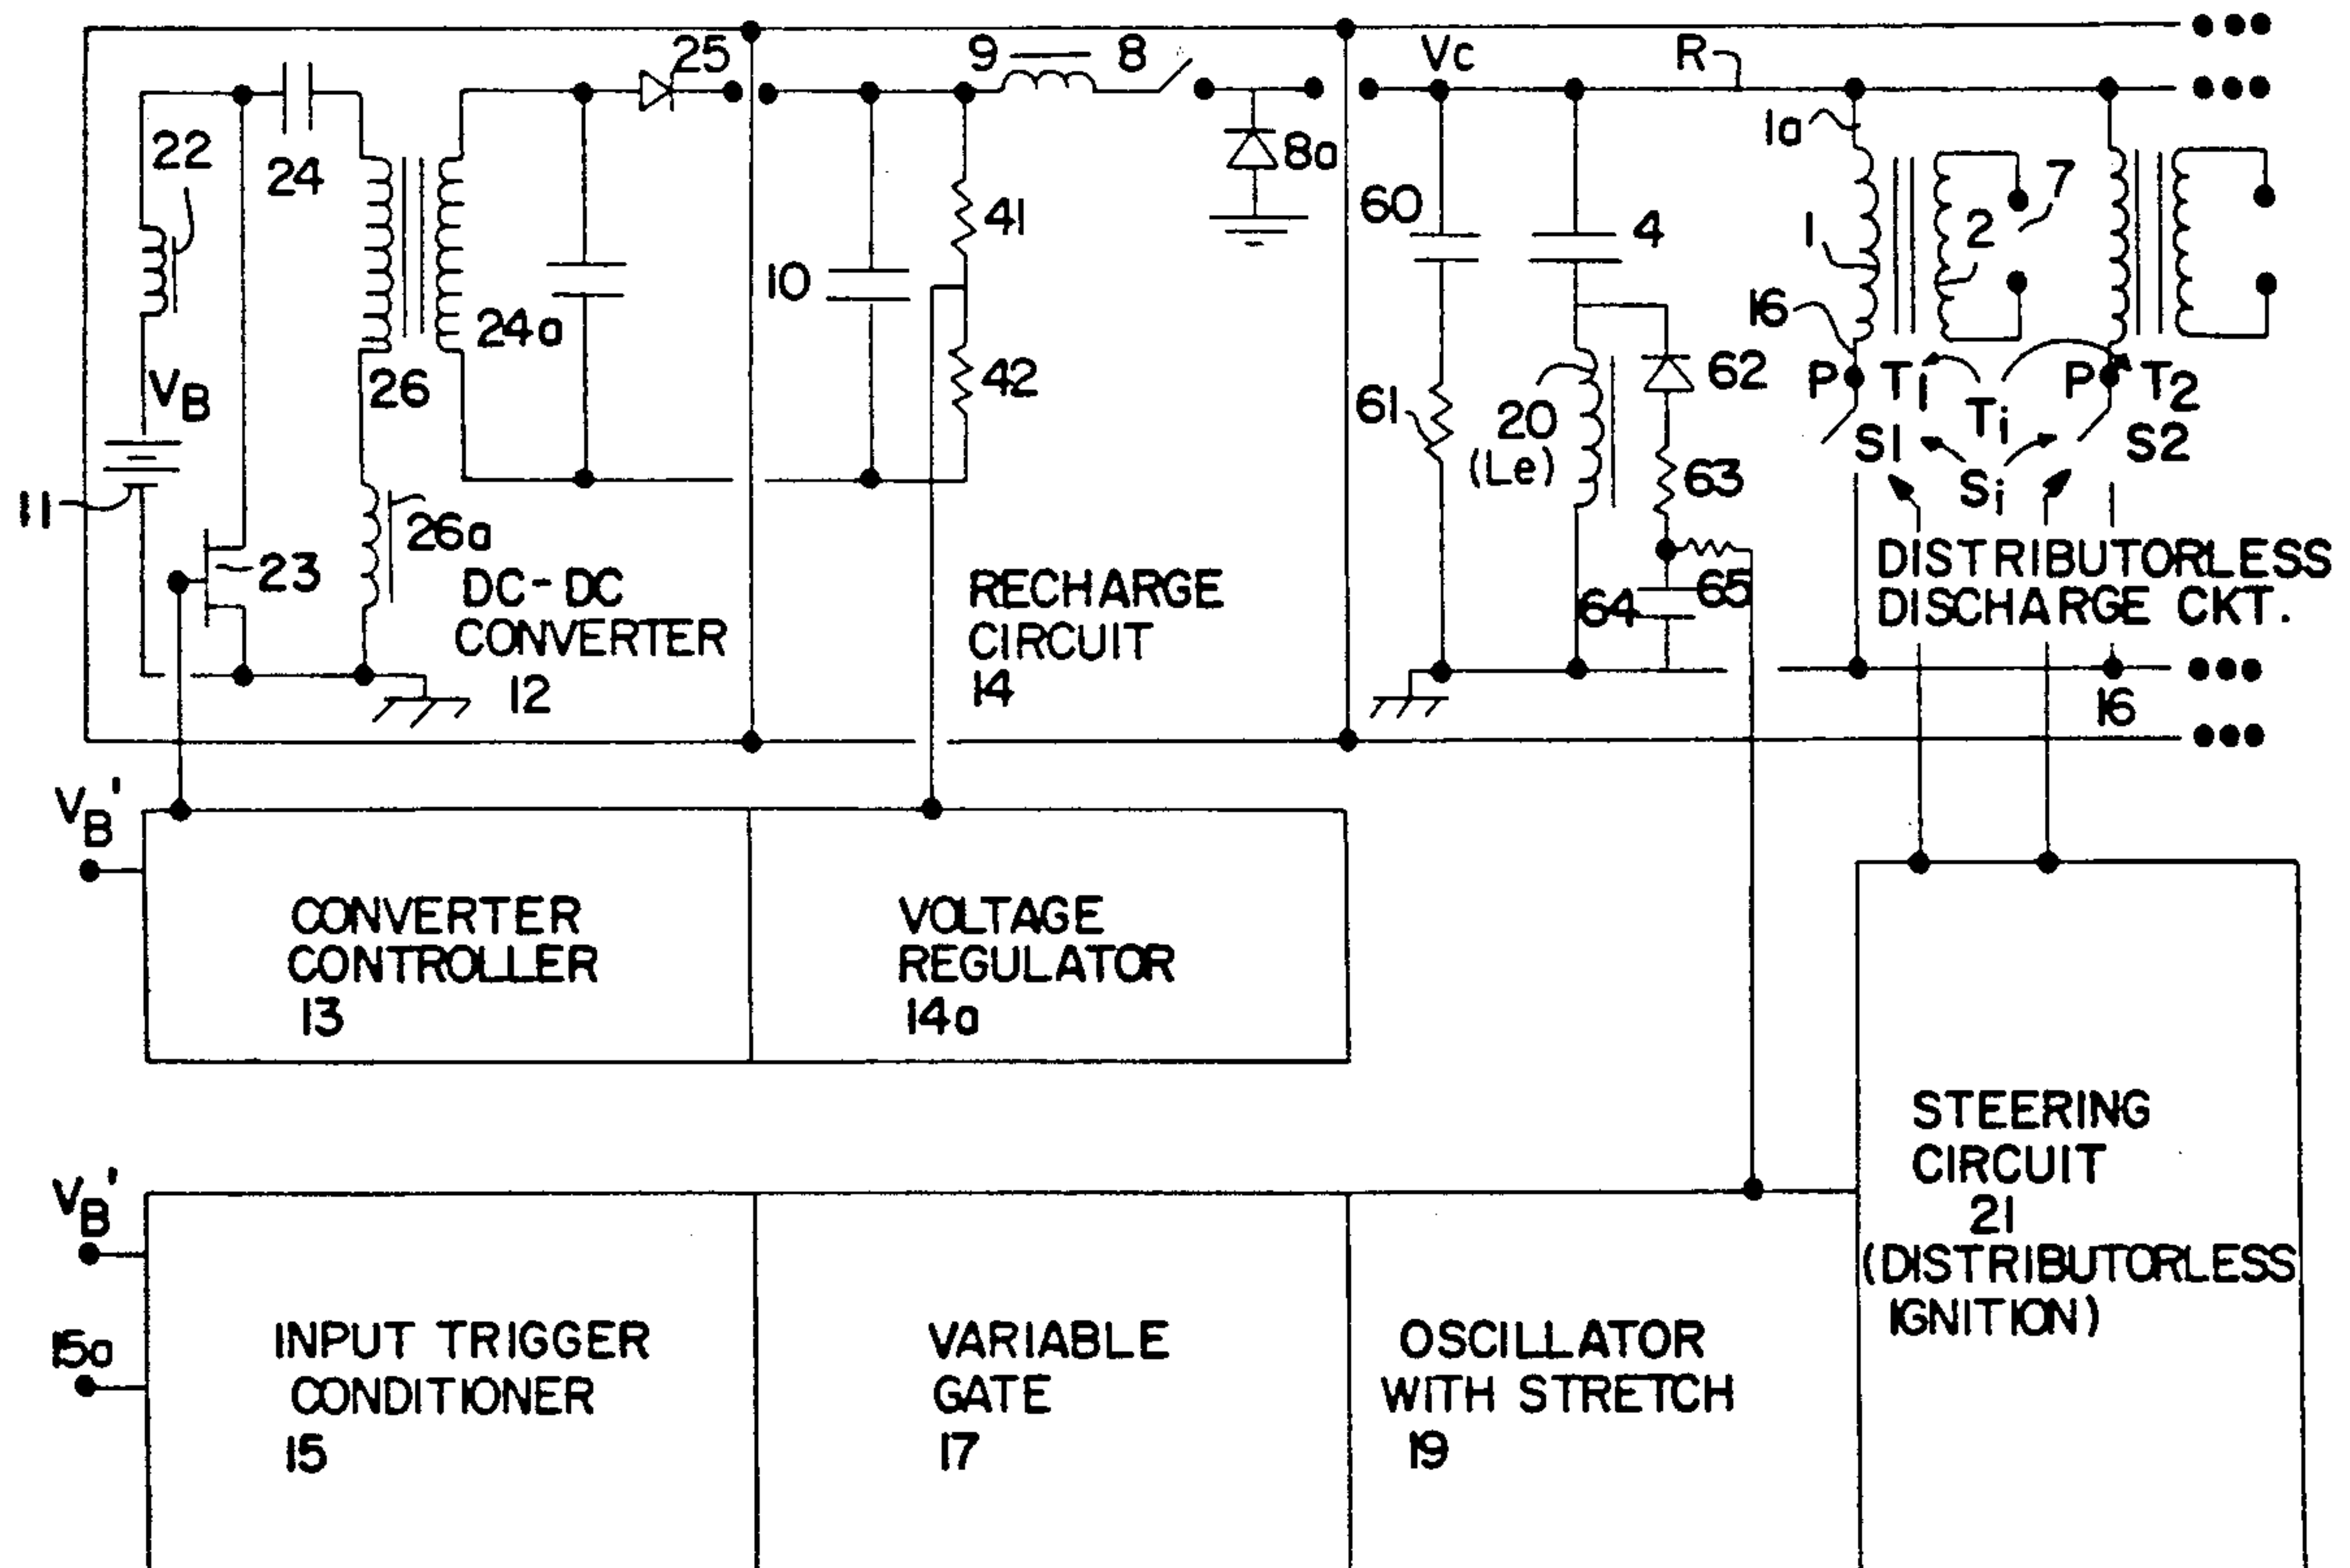 25
9
8
Vc
R
1a
22
24
8a
60
4
7
41
1
2
10
16
24a
42
26
VB
62
P
T1
Ti
P
T2
61
20
(Le)
S1
S2
63
Si
11
26a
23
DC-DC
CONVERTER
12
RECHARGE
CIRCUIT
14
64
65
DISTRIBUTORLESS
DISCHARGE CKT.
16
VB'
CONVERTER
CONTROLLER
13
VOLTAGE
REGULATOR
14a
STEERING
CIRCUIT
21
(DISTRIBUTORLESS
IGNITION)
VB'
15a
INPUT TRIGGER
CONDITIONER
15
VARIABLE
GATE
17
OSCILLATOR
WITH STRETCH
19